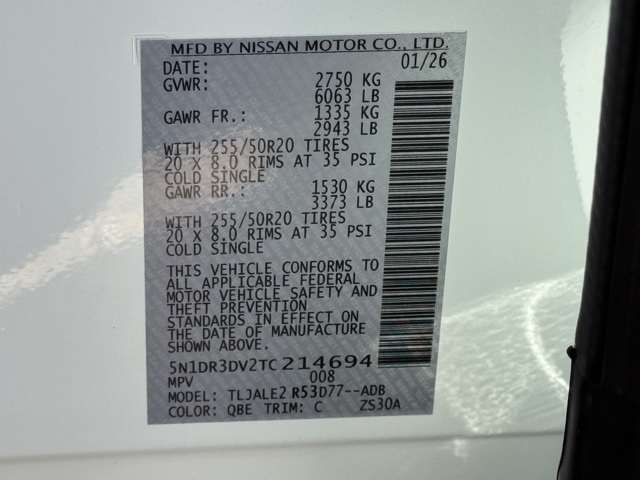 MFD BY NISSAN MOTOR CO., LTD.
DATE: 01/26
GVWR: 2750 KG
6063 LB
GAWR FR.: 1335 KG
2943 LB
WITH 255/50R20 TIRES
20 X 8.0 RIMS AT 35 PSI
COLD SINGLE
GAWR RR.: 1530 KG
3373 LB
WITH 255/50R20 TIRES
20 X 8.0 RIMS AT 35 PSI
COLD SINGLE
THIS VEHICLE CONFORMS TO
ALL APPLICABLE FEDERAL
MOTOR VEHICLE SAFETY AND
THEFT PREVENTION
STANDARDS IN EFFECT ON
THE DATE OF MANUFACTURE
SHOWN ABOVE.
5N1DR3DV2TC214694
MPV 008
MODEL: TLJALE2 R53D77--ADB
COLOR: QBE TRIM: C ZS30A